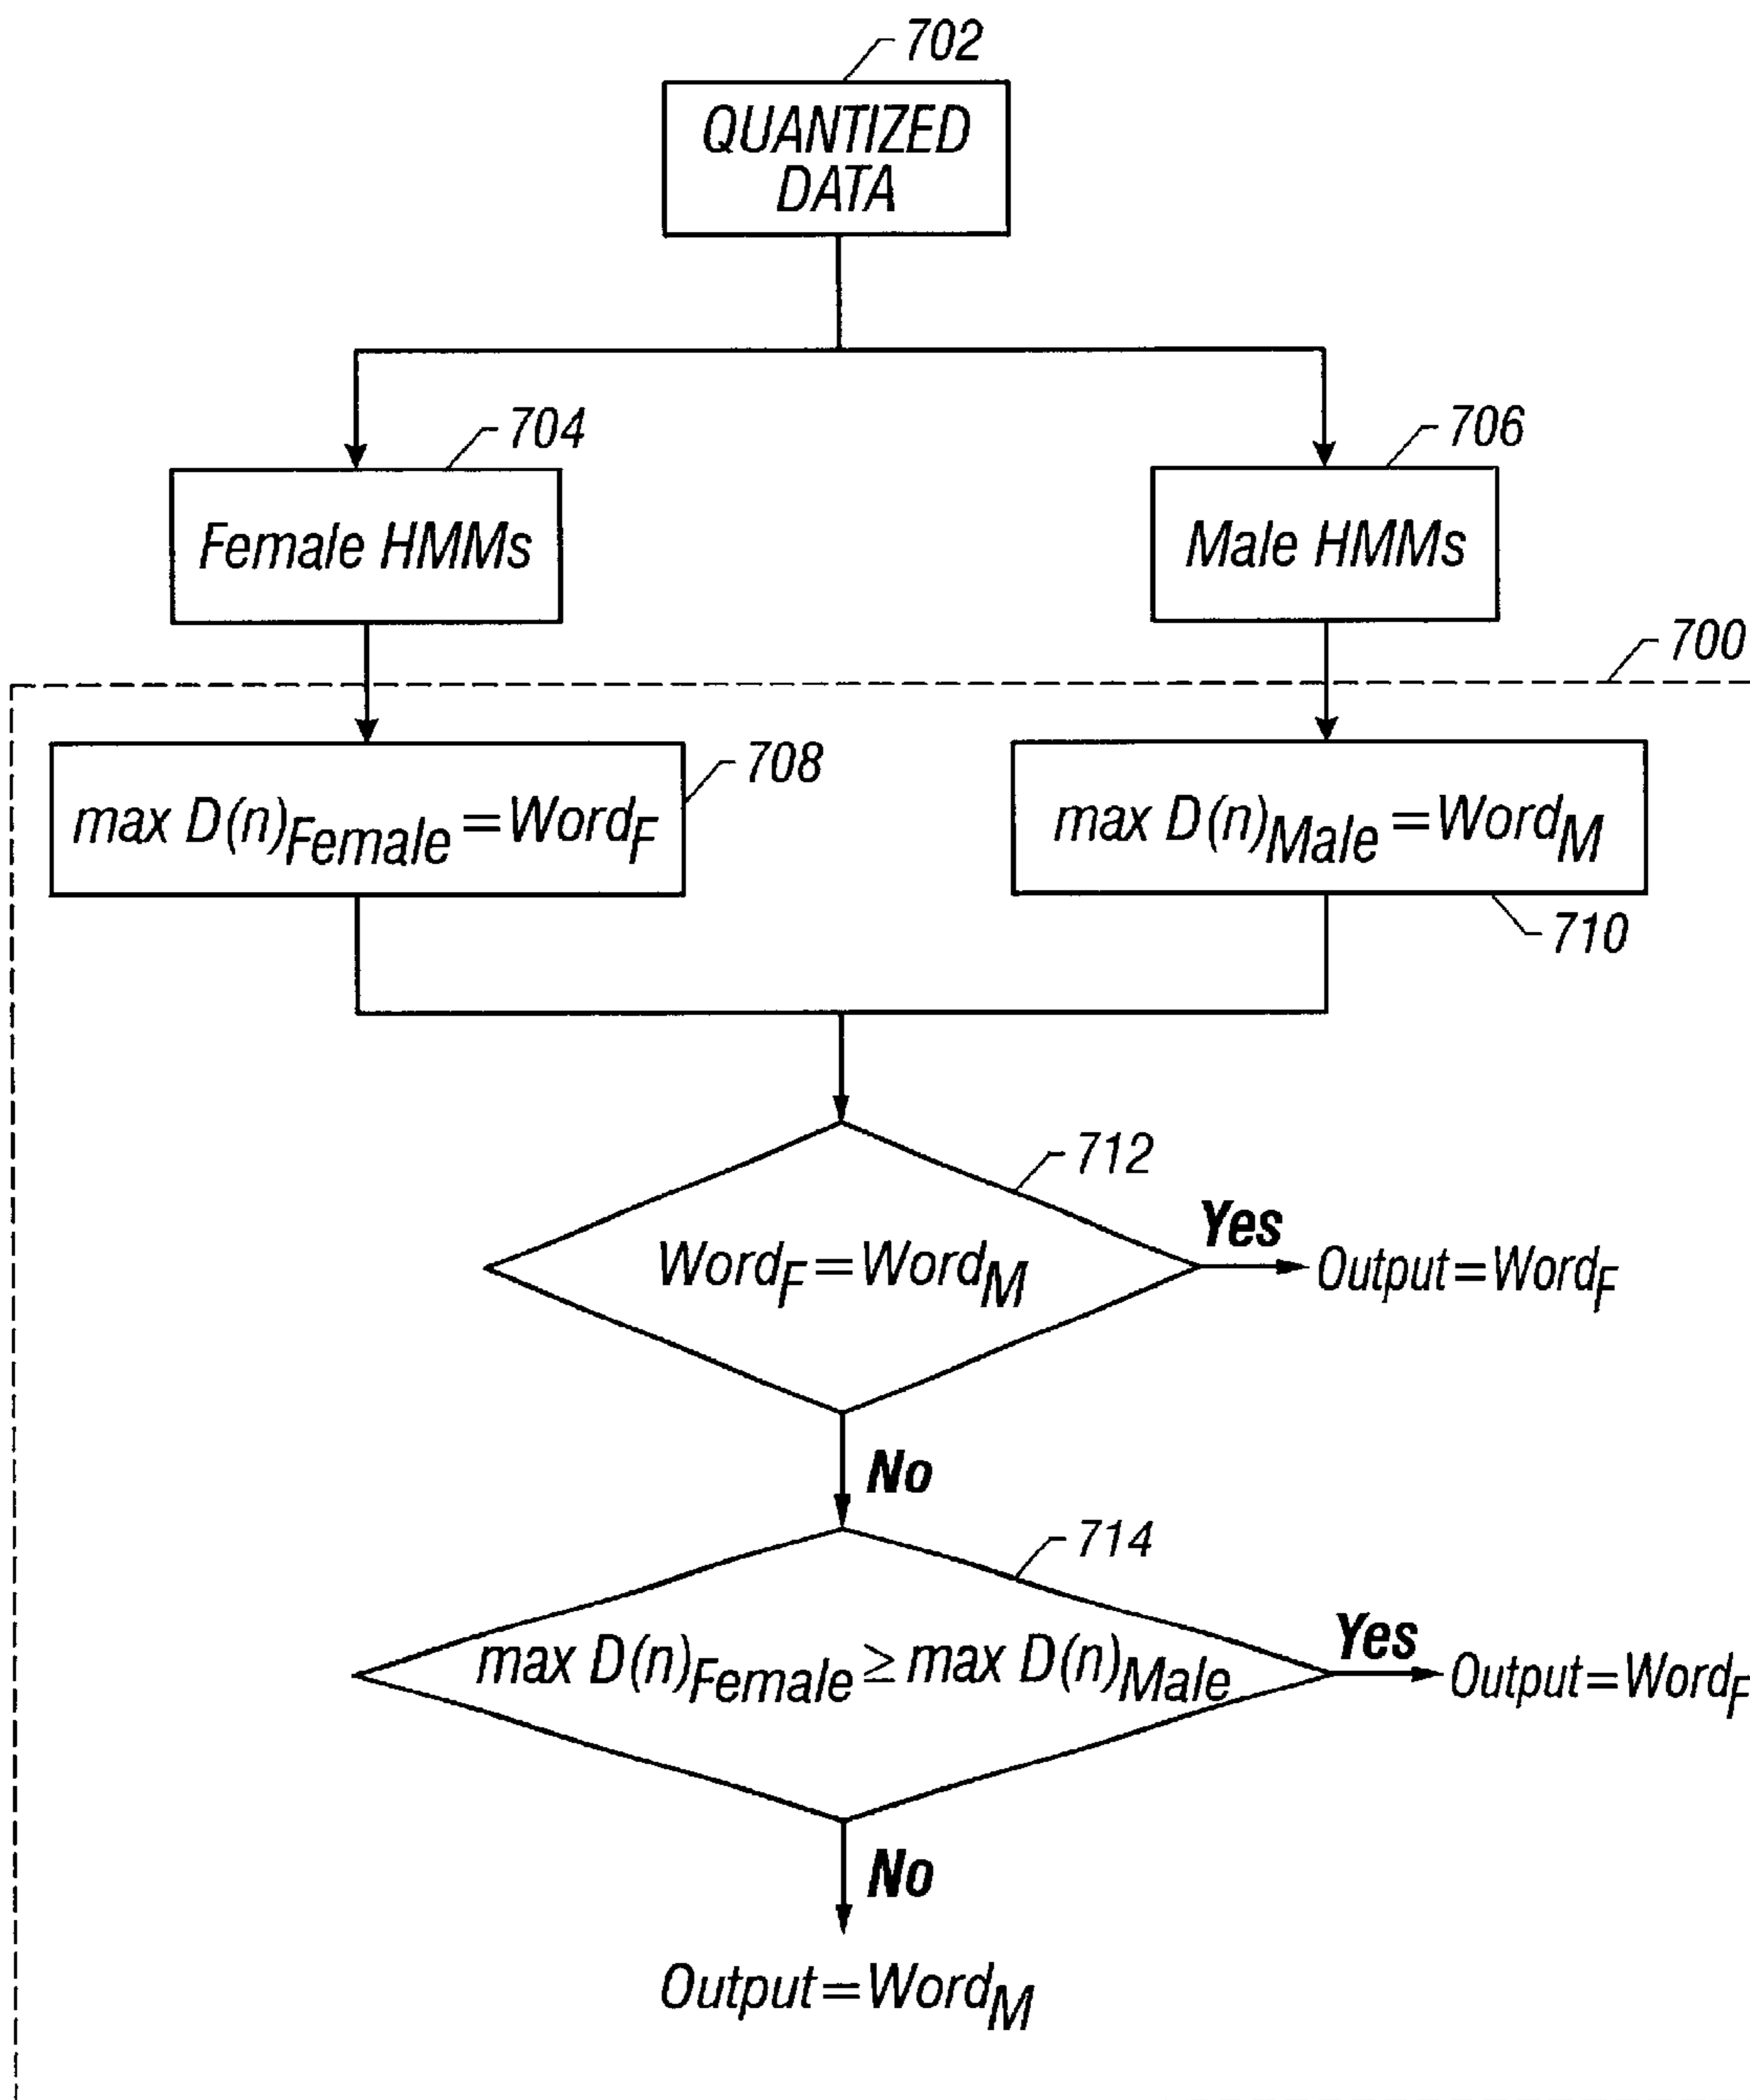 702
QUANTIZED
DATA
704
706
Female HMMs
Male HMMs
700
708
max D(n)Female = WordF
max D(n)Male = WordM
710
712
WordF = WordM
Yes
Output = WordF
No
714
max D(n)Female ≥ max D(n)Male
Yes
Output = WordF
No
Output = WordM